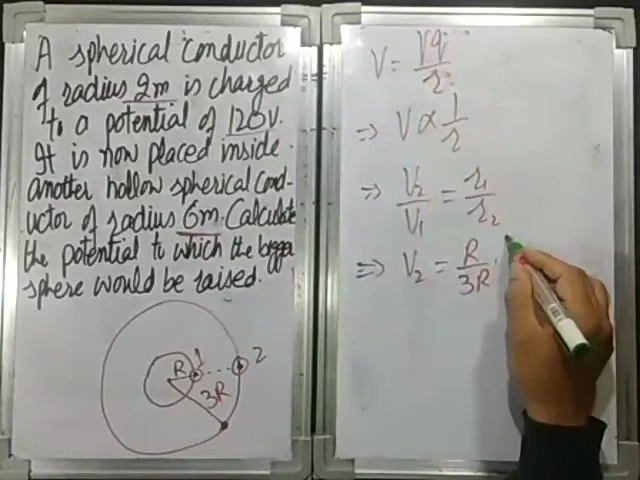 A spherical conductor
of radius 2m is charged
to a potential of 120V.
It is now placed inside
another hollow spherical cond-
uctor of radius 6m. Calculate
the potential to which the bigger
sphere would be raised.
R 1 2
3R
V = Kq/r
⇒ V ∝ 1/r
⇒ V₂/V₁ = r₁/r₂
⇒ V₂ = R/3R